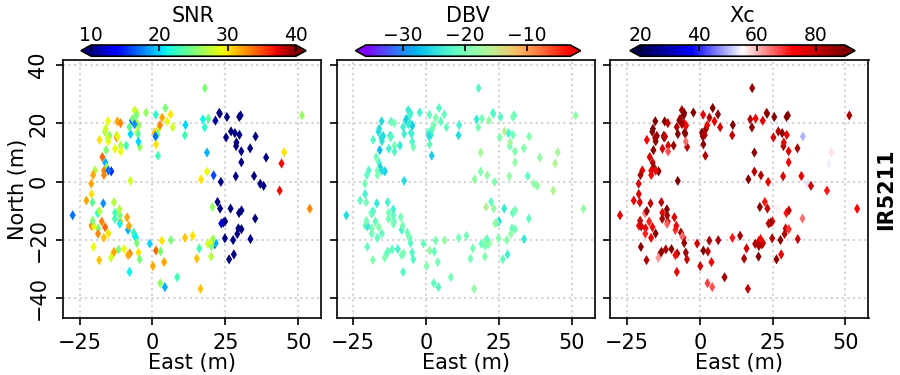 SNR DBV Xc
10 20 30 40 −30 −20 −10 20 40 60 80
40
20
0
−20
−40
North (m)
IR5211
−25 0 25 50 −25 0 25 50 −25 0 25 50
East (m) East (m) East (m)